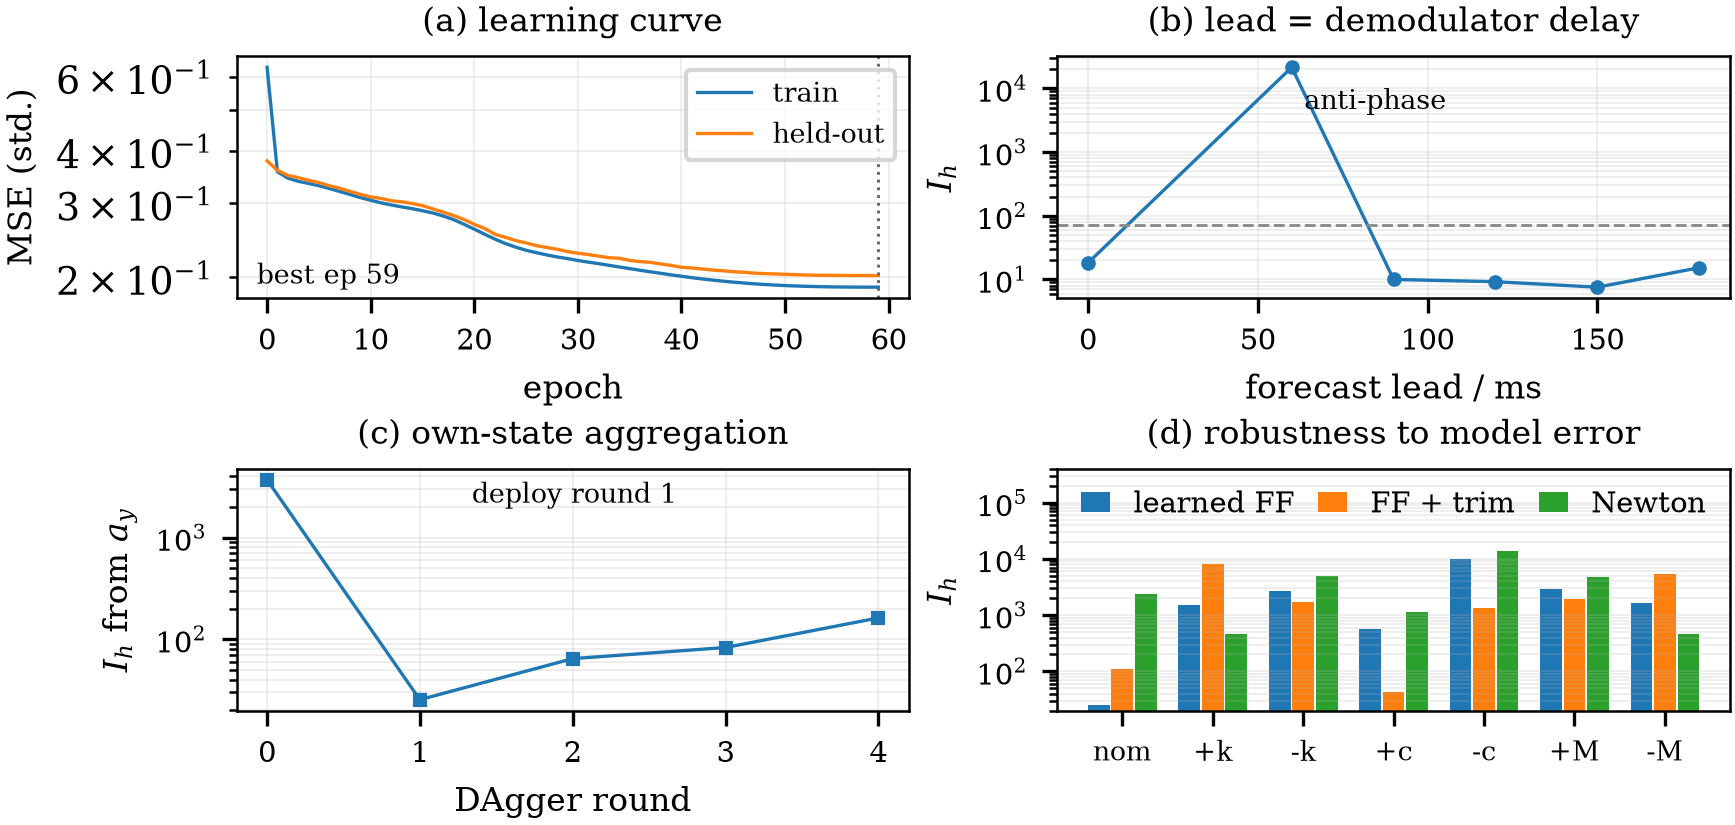 (a) learning curve
MSE (std.)
6 × 10⁻¹
4 × 10⁻¹
3 × 10⁻¹
2 × 10⁻¹
train
held-out
best ep 59
0 10 20 30 40 50 60
epoch
(b) lead = demodulator delay
I_h
10⁴
10³
10²
10¹
anti-phase
0 50 100 150
forecast lead / ms
(c) own-state aggregation
I_h from a_y
10³
10²
deploy round 1
0 1 2 3 4
DAgger round
(d) robustness to model error
I_h
10⁵
10⁴
10³
10²
learned FF FF + trim Newton
nom +k -k +c -c +M -M